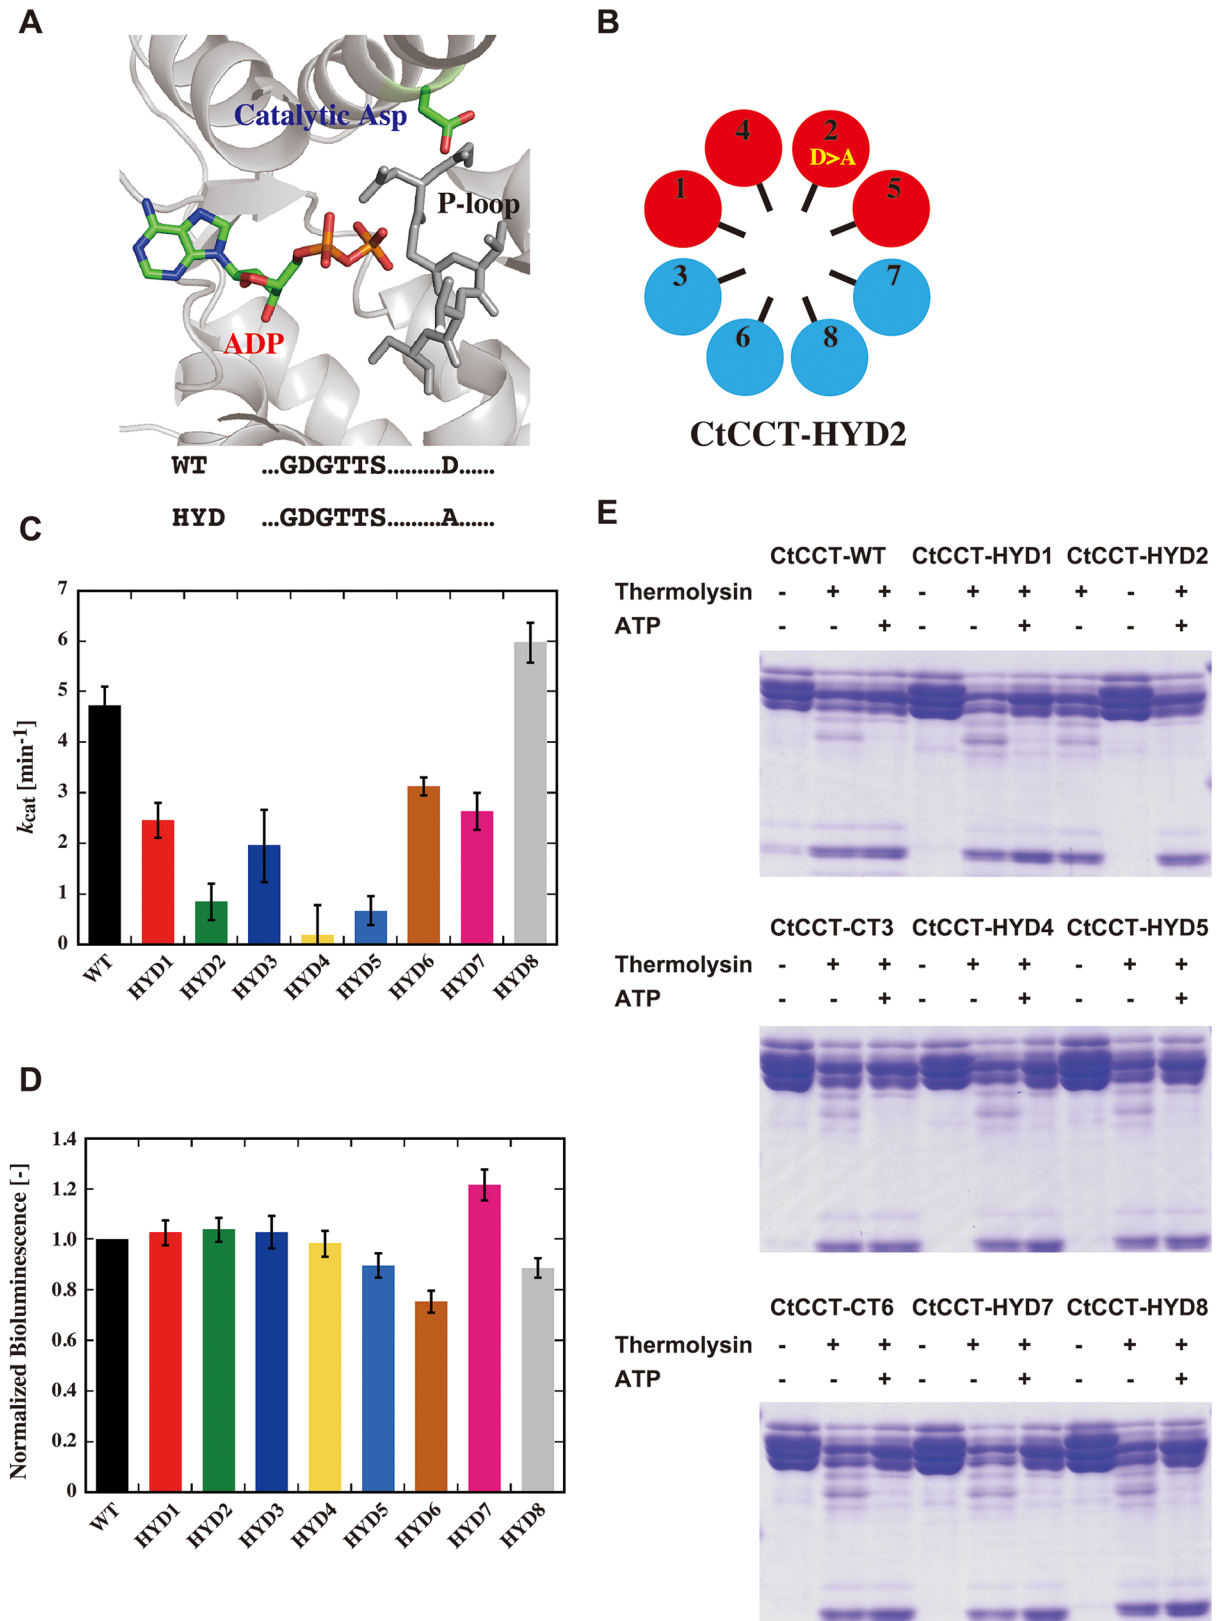 A
Catalytic Asp
P-loop
ADP
WT ...GDGTTS.........D......
HYD ...GDGTTS.........A......
B
4
2
D>A
1
5
3
7
6
8
CtCCT-HYD2
C
kcat [min-1]
7
6
5
4
3
2
1
0
WT HYD1 HYD2 HYD3 HYD4 HYD5 HYD6 HYD7 HYD8
D
Normalized Bioluminescence [-]
1.4
1.2
1.0
0.8
0.6
0.4
0.2
0
WT HYD1 HYD2 HYD3 HYD4 HYD5 HYD6 HYD7 HYD8
E
CtCCT-WT CtCCT-HYD1 CtCCT-HYD2
Thermolysin - + + - + + + - +
ATP - - + - - + - - +
CtCCT-CT3 CtCCT-HYD4 CtCCT-HYD5
Thermolysin - + + - + + - + +
ATP - - + - - + - - +
CtCCT-CT6 CtCCT-HYD7 CtCCT-HYD8
Thermolysin - + + - + + - + +
ATP - - + - - + - - +